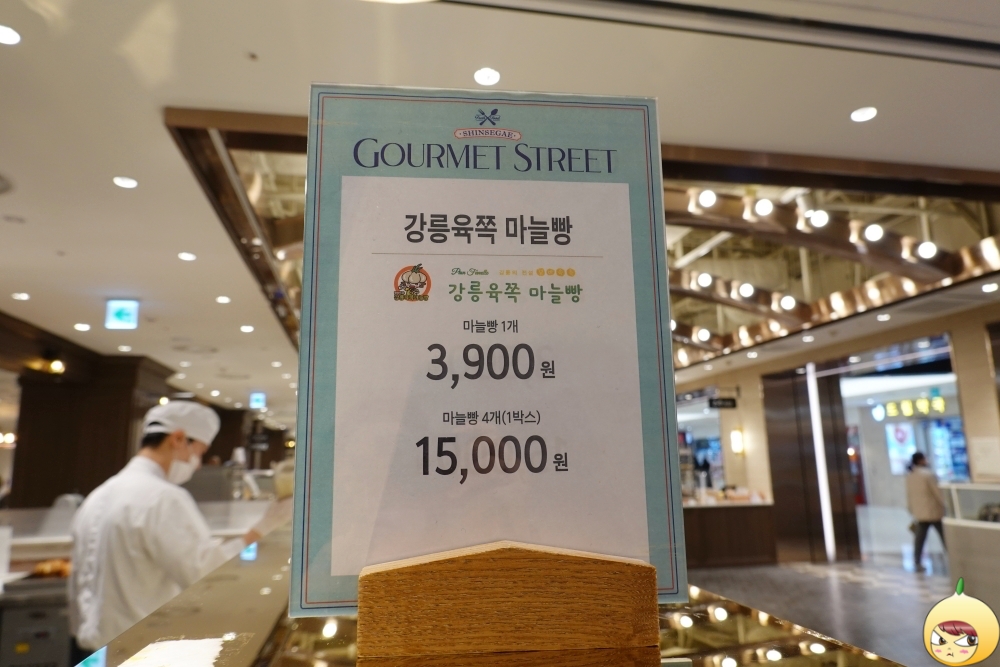 SHINSEGAE
GOURMET STREET
강릉육쪽 마늘빵
강릉육쪽 마늘빵
마늘빵 1개
3,900원
마늘빵 4개(1박스)
15,000원